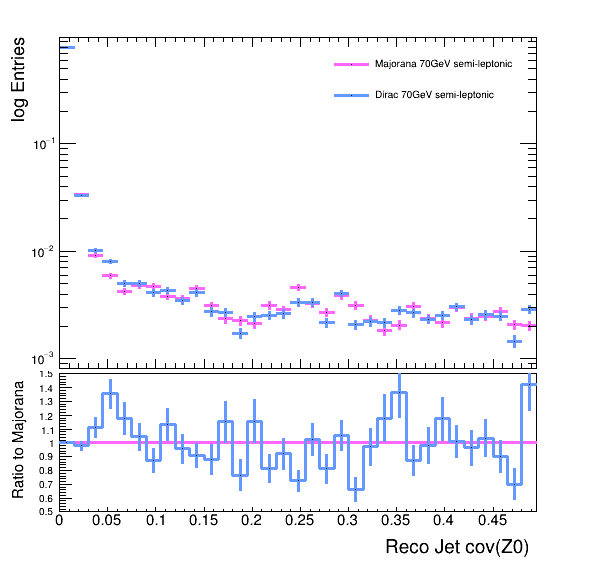 log Entries
Majorana 70GeV semi-leptonic
Dirac 70GeV semi-leptonic
10⁻¹
10⁻²
10⁻³
Ratio to Majorana
1.5
1.4
1.3
1.2
1.1
1
0.9
0.8
0.7
0.6
0.5
0 0.05 0.1 0.15 0.2 0.25 0.3 0.35 0.4 0.45
Reco Jet cov(Z0)